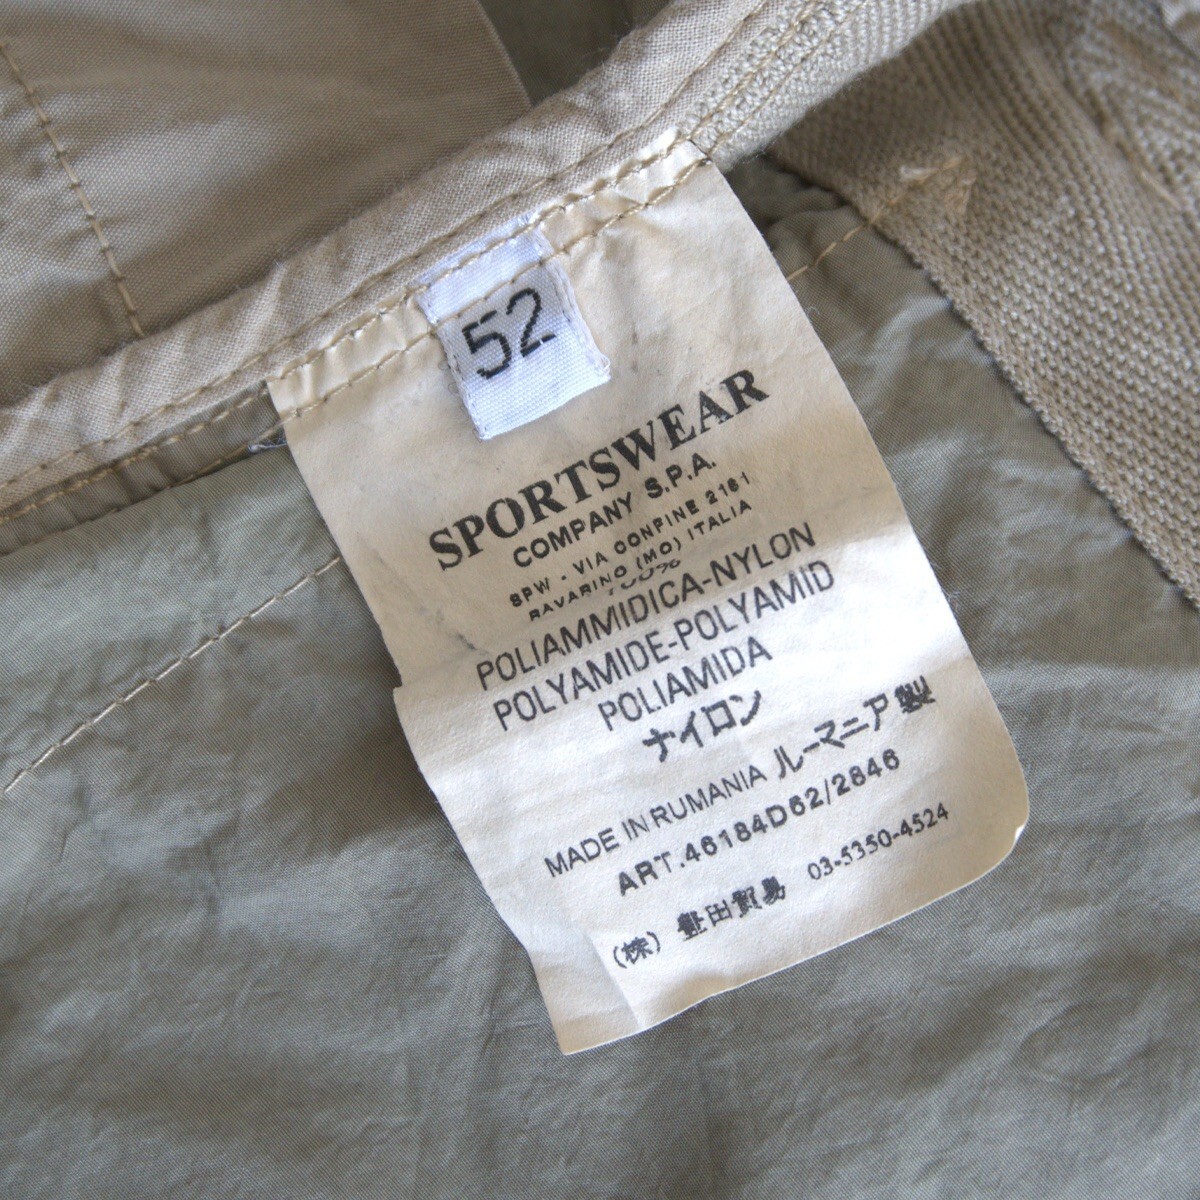 52
SPORTSWEAR
COMPANY S.P.A.
SPW - VIA CONFINE 2161
RAVARINO (MO) ITALIA
100%
POLIAMMIDICA-NYLON
POLYAMIDE-POLYAMID
POLIAMIDA
ナイロン
MADE IN RUMANIA ルーマニア製
ART.46184D62/2846
(株) 豊田貿易 03-5350-4524